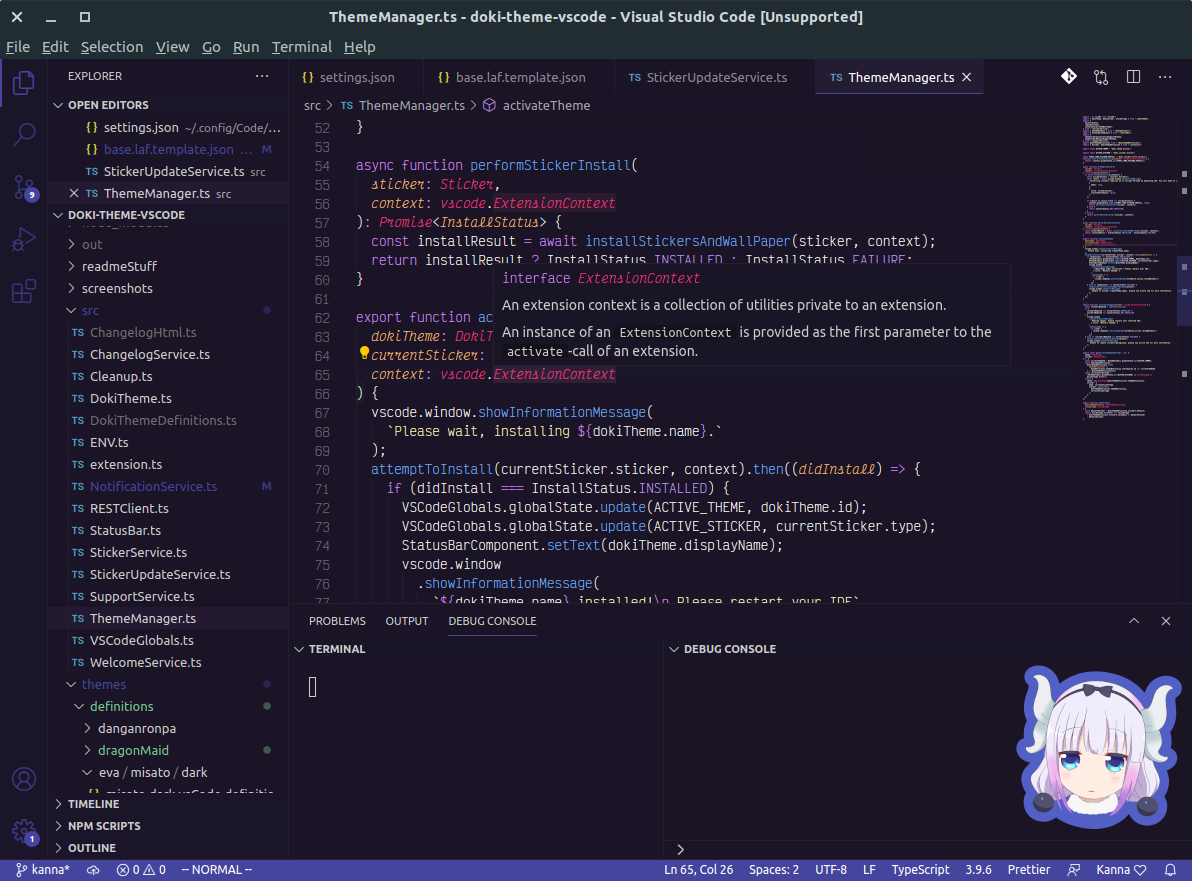 ThemeManager.ts - doki-theme-vscode - Visual Studio Code [Unsupported]
File Edit Selection View Go Run Terminal Help
EXPLORER ···
OPEN EDITORS
{} settings.json ~/.config/Code/...
{} base.laf.template.json ... M
TS StickerUpdateService.ts src
TS ThemeManager.ts src
DOKI-THEME-VSCODE
out
readmeStuff
screenshots
src
TS ChangelogHtml.ts
TS ChangelogService.ts
TS Cleanup.ts
TS DokiTheme.ts
TS DokiThemeDefinitions.ts
TS ENV.ts
TS extension.ts
TS NotificationService.ts M
TS RESTClient.ts
TS StatusBar.ts
TS StickerService.ts
TS StickerUpdateService.ts
TS SupportService.ts
TS ThemeManager.ts
TS VSCodeGlobals.ts
TS WelcomeService.ts
themes
definitions
danganronpa
dragonMaid
eva / misato / dark
TIMELINE
NPM SCRIPTS
OUTLINE
9
1
{} settings.json {} base.laf.template.json TS StickerUpdateService.ts TS ThemeManager.ts
src > TS ThemeManager.ts > activateTheme
52 }
53
54 async function performStickerInstall(
55 sticker: Sticker,
56 context: vscode.ExtensionContext
57 ): Promise<InstallStatus> {
58 const installResult = await installStickersAndWallPaper(sticker, context);
59 return installResult ? InstallStatus.INSTALLED : InstallStatus.FAILURE;
60 }
61
62 export function ac
63 dokiTheme: DokiT
64 currentSticker:
65 context: vscode.ExtensionContext
66 ) {
67 vscode.window.showInformationMessage(
68 `Please wait, installing ${dokiTheme.name}.`
69 );
70 attemptToInstall(currentSticker.sticker, context).then((didInstall) => {
71 if (didInstall === InstallStatus.INSTALLED) {
72 VSCodeGlobals.globalState.update(ACTIVE_THEME, dokiTheme.id);
73 VSCodeGlobals.globalState.update(ACTIVE_STICKER, currentSticker.type);
74 StatusBarComponent.setText(dokiTheme.displayName);
75 vscode.window
76 .showInformationMessage(
77 `${dokiTheme.name} installed!\n Please restart your IDE`
interface ExtensionContext
An extension context is a collection of utilities private to an extension.
An instance of an ExtensionContext is provided as the first parameter to the
activate -call of an extension.
PROBLEMS OUTPUT DEBUG CONSOLE
TERMINAL
DEBUG CONSOLE
kanna* 0 0 -- NORMAL -- Ln 65, Col 26 Spaces: 2 UTF-8 LF TypeScript 3.9.6 Prettier Kanna ♡